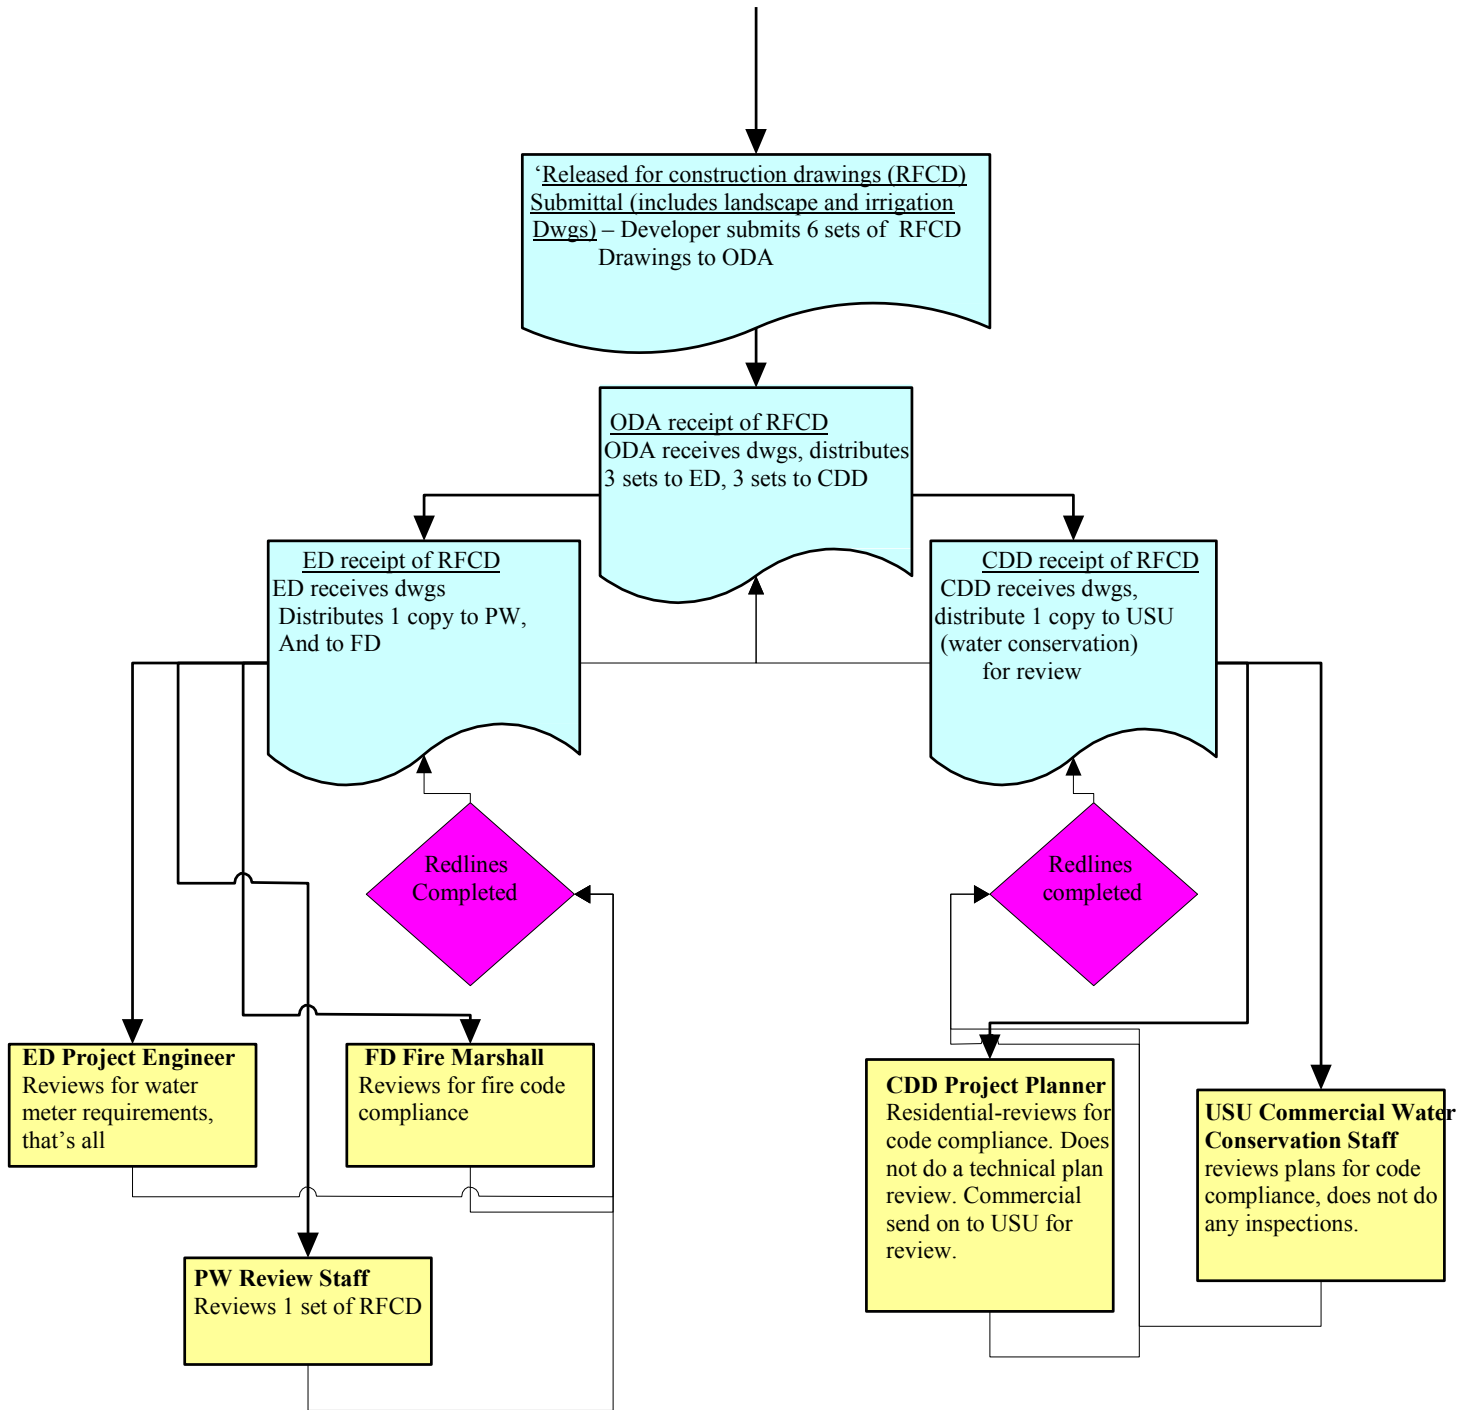 ‘Released for construction drawings (RFCD)
Submittal (includes landscape and irrigation
Dwgs) – Developer submits 6 sets of RFCD
Drawings to ODA
ODA receipt of RFCD
ODA receives dwgs, distributes
3 sets to ED, 3 sets to CDD
ED receipt of RFCD
ED receives dwgs
Distributes 1 copy to PW,
And to FD
CDD receipt of RFCD
CDD receives dwgs,
distribute 1 copy to USU
(water conservation)
for review
Redlines
Completed
Redlines
completed
ED Project Engineer
Reviews for water
meter requirements,
that's all
FD Fire Marshall
Reviews for fire code
compliance
CDD Project Planner
Residential-reviews for
code compliance. Does
not do a technical plan
review. Commercial
send on to USU for
review.
USU Commercial Water
Conservation Staff
reviews plans for code
compliance, does not do
any inspections.
PW Review Staff
Reviews 1 set of RFCD